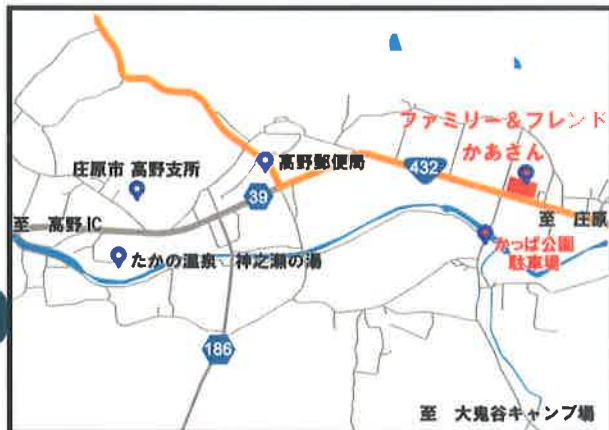 ファミリー＆フレンド
かあさん
庄原市 高野支所
高野郵便局
432
39
至 高野IC
至 庄原
かっぱ公園
駐車場
たかの温泉 神之瀬の湯
186
至 大鬼谷キャンプ場